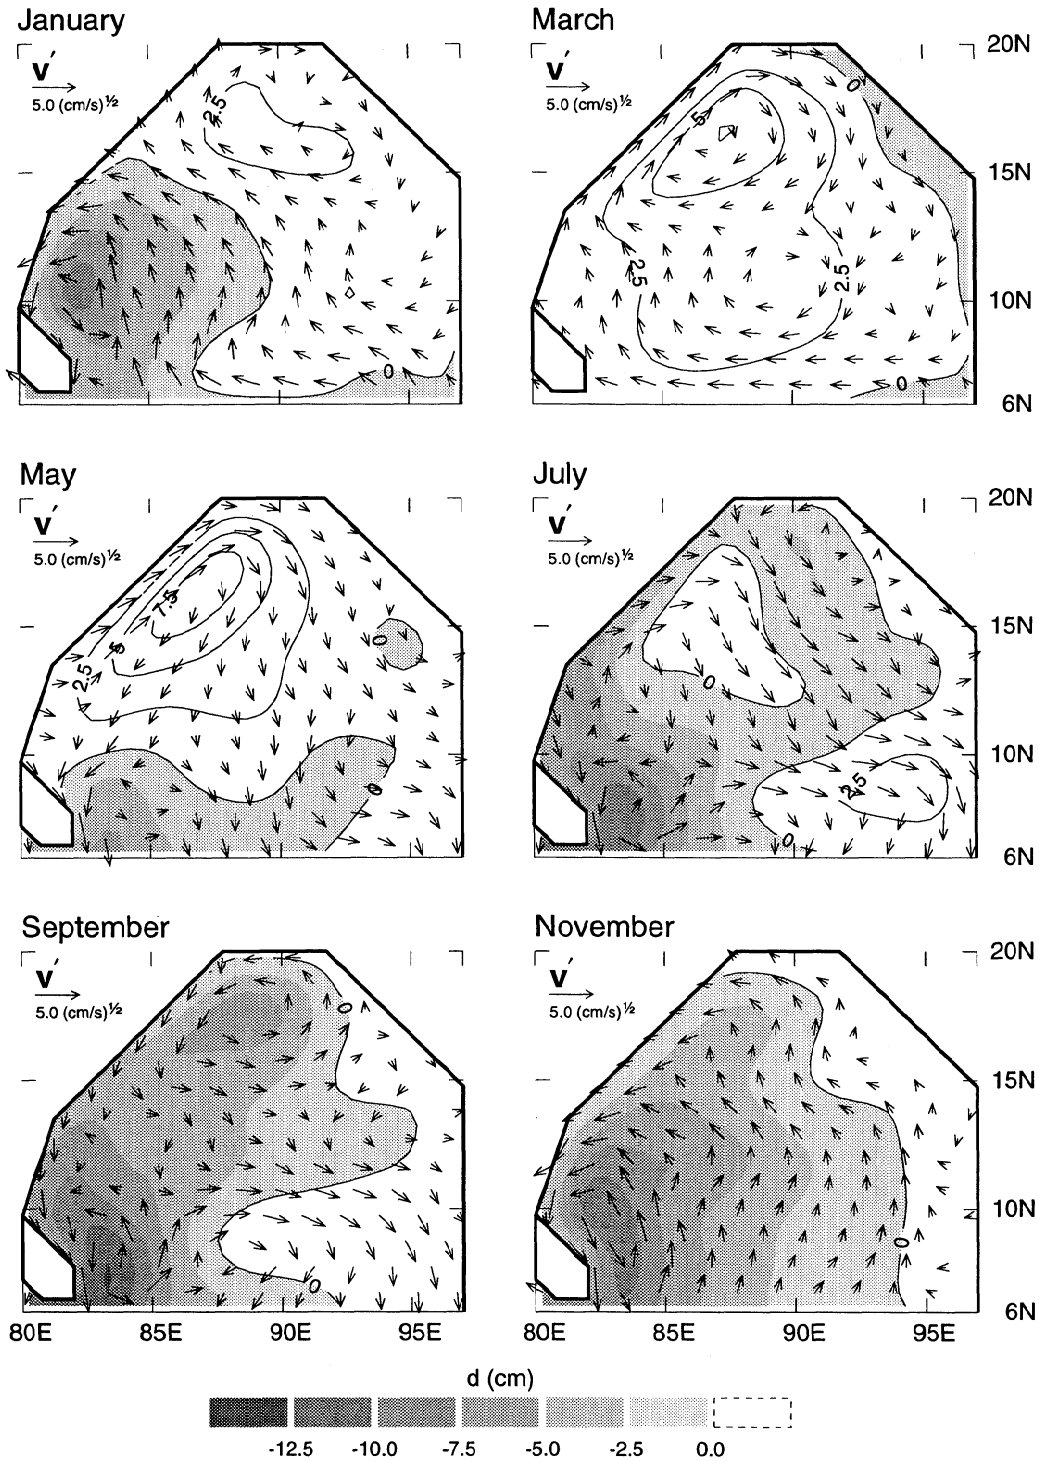 January
March
V′
5.0 (cm/s)½
2.5
0
V′
5.0 (cm/s)½
0
5
2.5
2.5
0
20N
15N
10N
6N
May
July
V′
5.0 (cm/s)½
7.5
5
2.5
0
0
V′
5.0 (cm/s)½
0
2.5
0
20N
15N
10N
6N
September
November
V′
5.0 (cm/s)½
0
0
V′
5.0 (cm/s)½
0
20N
15N
10N
6N
80E 85E 90E 95E
80E 85E 90E 95E
d (cm)
-12.5 -10.0 -7.5 -5.0 -2.5 0.0